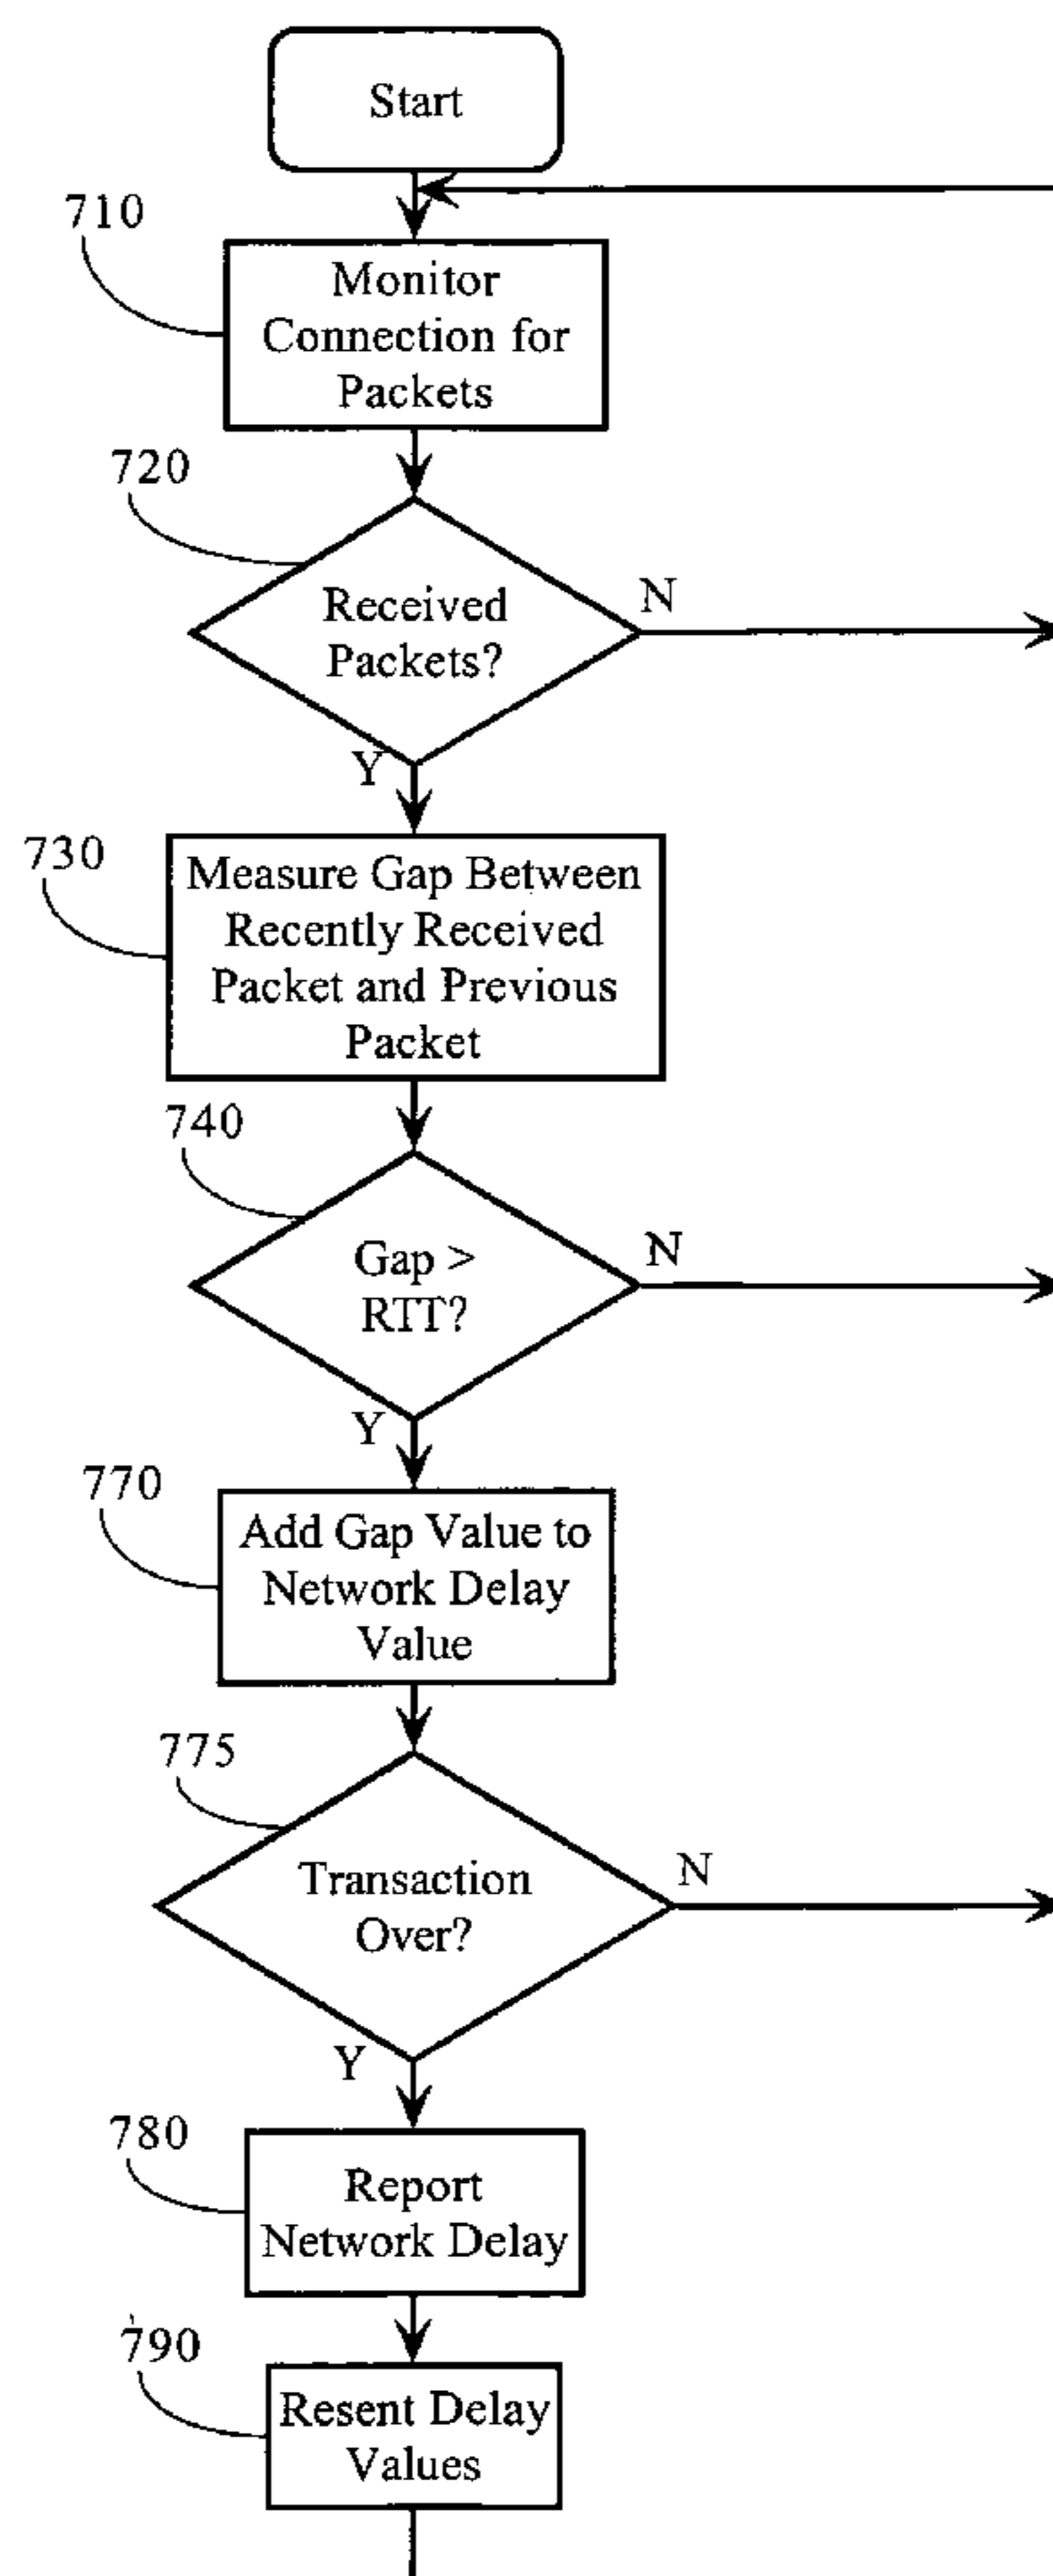 Start
710
Monitor
Connection for
Packets
720
Received
Packets?
N
Y
730
Measure Gap Between
Recently Received
Packet and Previous
Packet
740
Gap >
RTT?
N
Y
770
Add Gap Value to
Network Delay
Value
775
Transaction
Over?
N
Y
780
Report
Network Delay
790
Resent Delay
Values